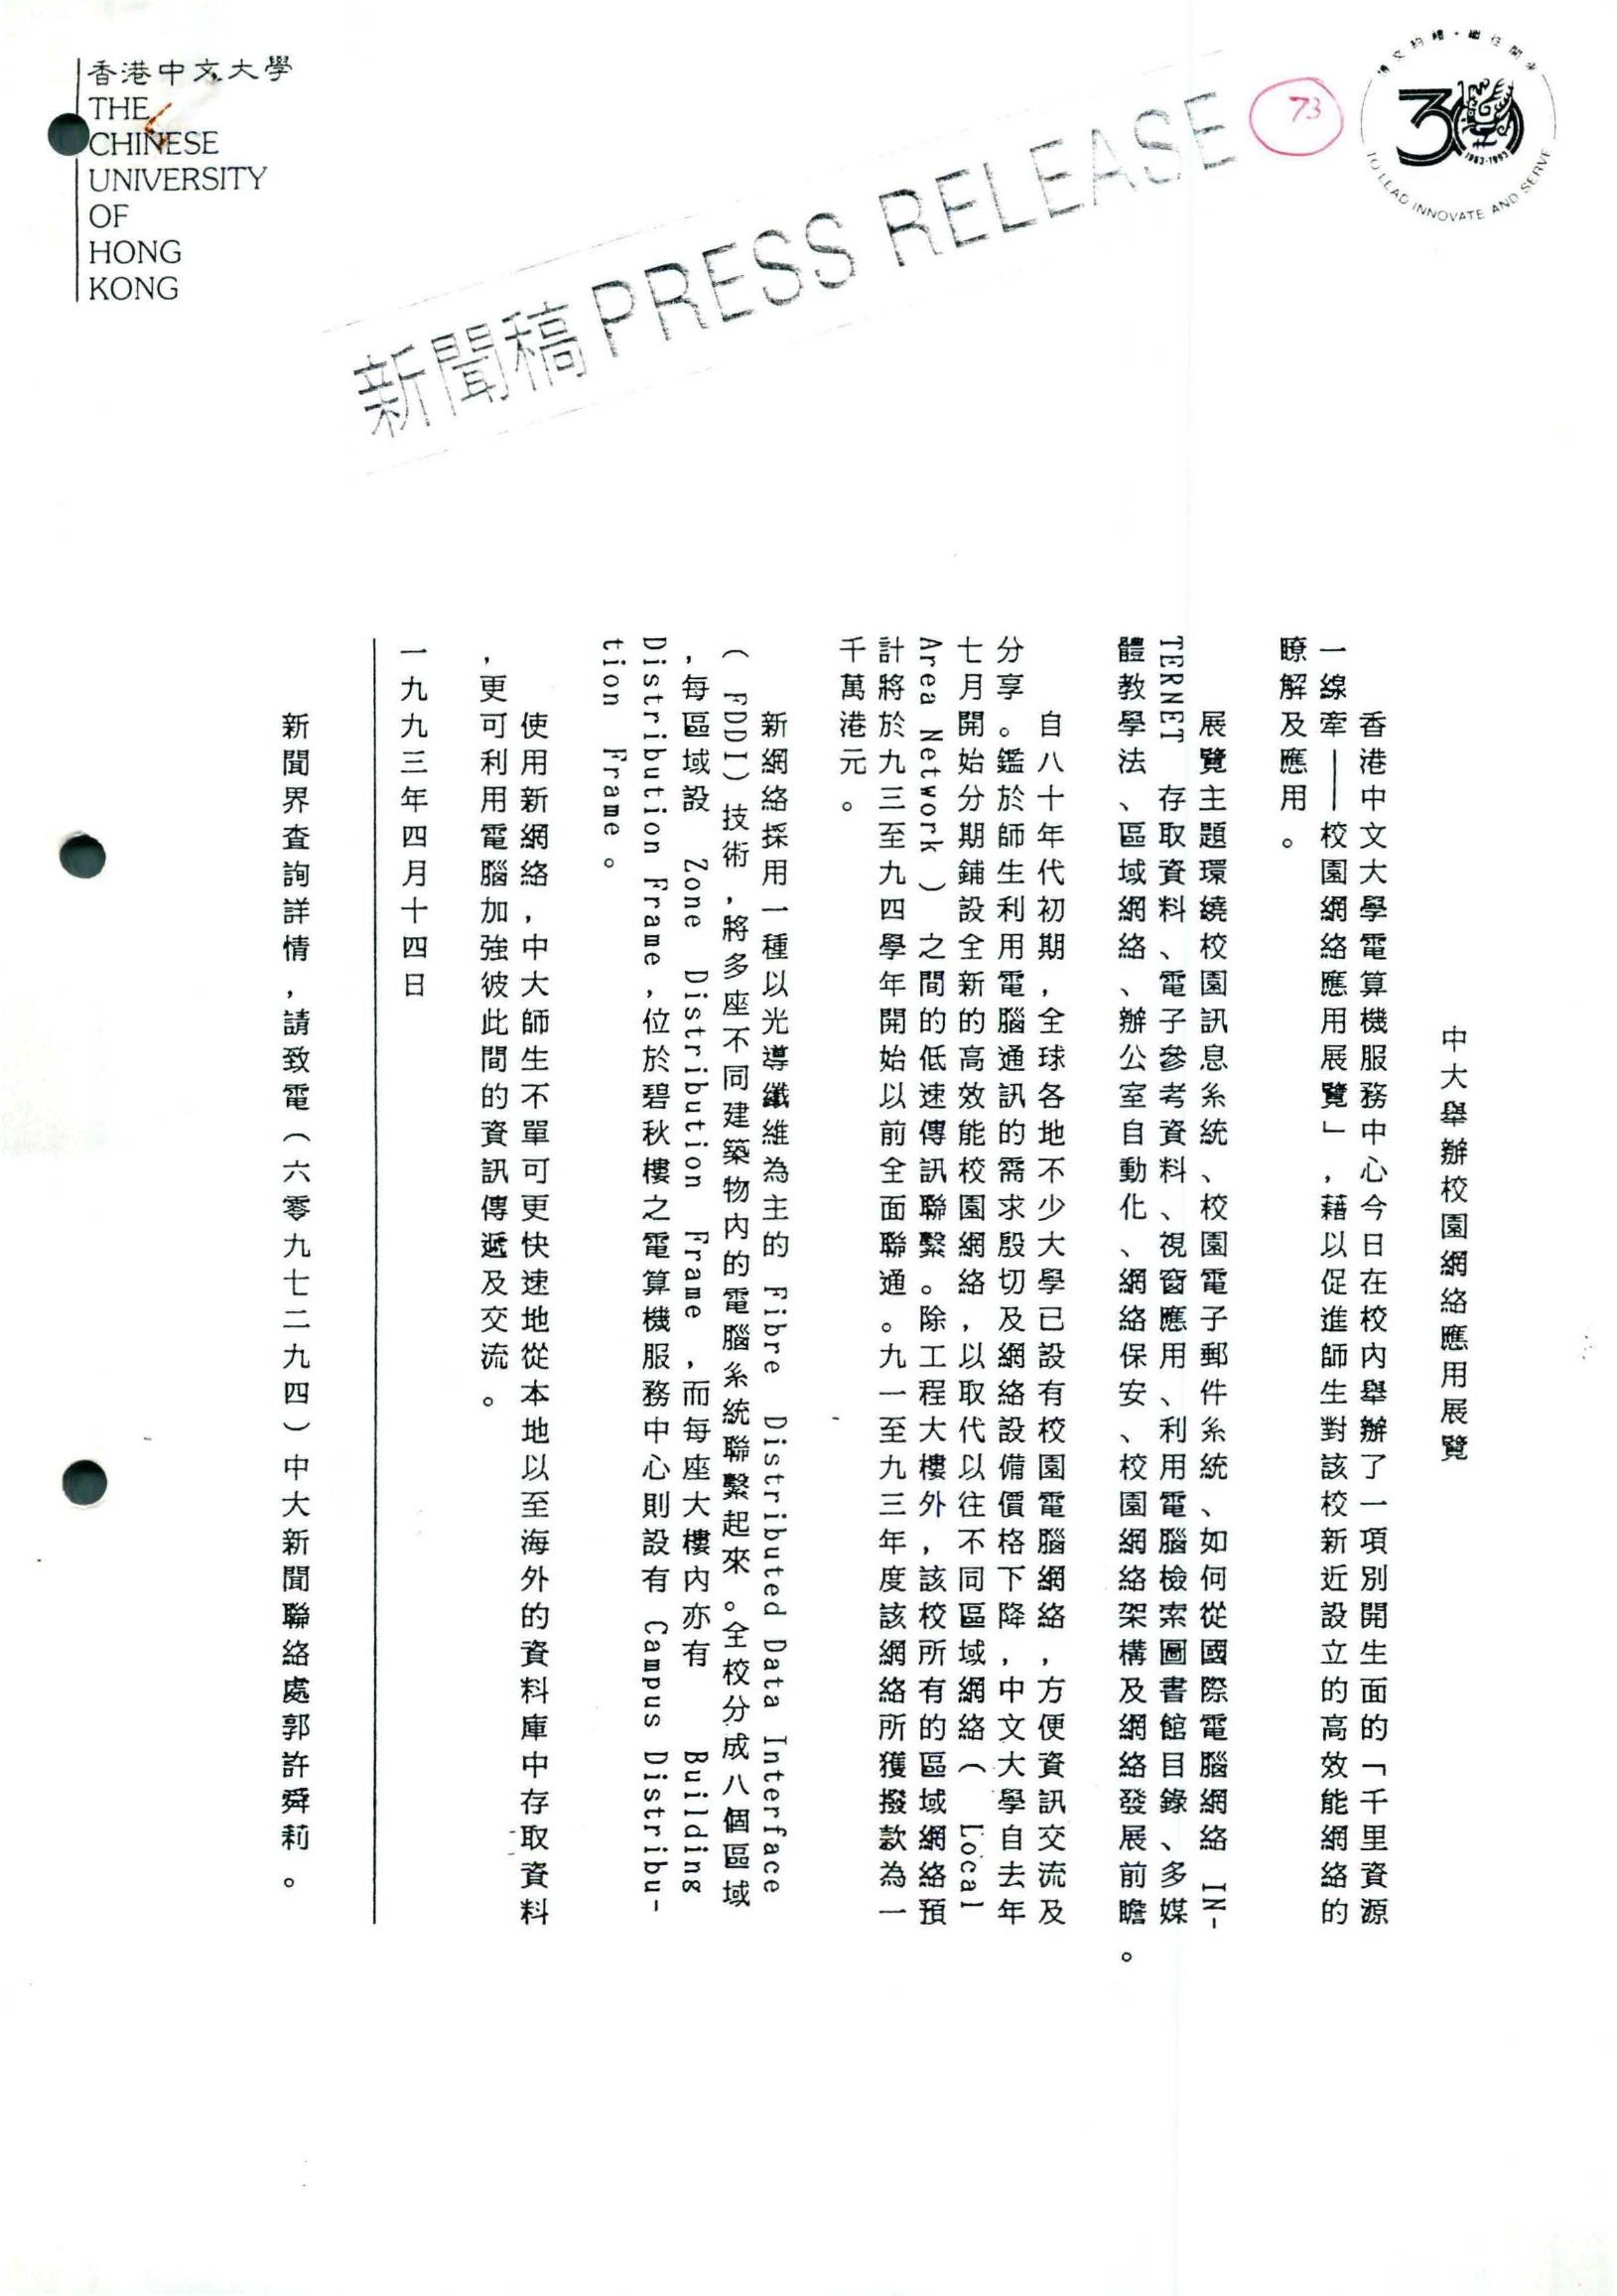 香港中文大學
THE
CHINESE
UNIVERSITY
OF
HONG
KONG
新聞稿 PRESS RELEASE
73
博文約禮·繼往開來
30
1963-1993
TO LEAD INNOVATE AND SERVE
中大舉辦校園網絡應用展覽
香港中文大學電算機服務中心今日在校內舉辦了一項別開生面的「千里資源
一線牽——校園網絡應用展覽」，藉以促進師生對該校新近設立的高效能網絡的
瞭解及應用。
展覽主題環繞校園訊息系統、校園電子郵件系統、如何從國際電腦網絡 IN-
TERNET 存取資料、電子參考資料、視窗應用、利用電腦檢索圖書館目錄、多媒
體教學法、區域網絡、辦公室自動化、網絡保安、校園網絡架構及網絡發展前瞻。
自八十年代初期，全球各地不少大學已設有校園電腦網絡，方便資訊交流及
分享。鑑於師生利用電腦通訊的需求殷切及網絡設備價格下降，中文大學自去年
七月開始分期鋪設全新的高效能校園網絡，以取代以往不同區域網絡（ Local
Area Network ）之間的低速傳訊聯繫。除工程大樓外，該校所有的區域網絡預
計將於九三至九四學年開始以前全面聯通。九一至九三年度該網絡所獲撥款為一
千萬港元。
新網絡採用一種以光導纖維為主的 Fibre Distributed Data Interface
（ FDDI）技術，將多座不同建築物內的電腦系統聯繫起來。全校分成八個區域
，每區域設 Zone Distribution Frame ，而每座大樓內亦有 Building
Distribution Frame，位於碧秋樓之電算機服務中心則設有 Campus Distribu-
tion Frame。
使用新網絡，中大師生不單可更快速地從本地以至海外的資料庫中存取資料
，更可利用電腦加強彼此間的資訊傳遞及交流。
一九九三年四月十四日
新聞界查詢詳情，請致電（六零九七二九四）中大新聞聯絡處郭許舜莉。